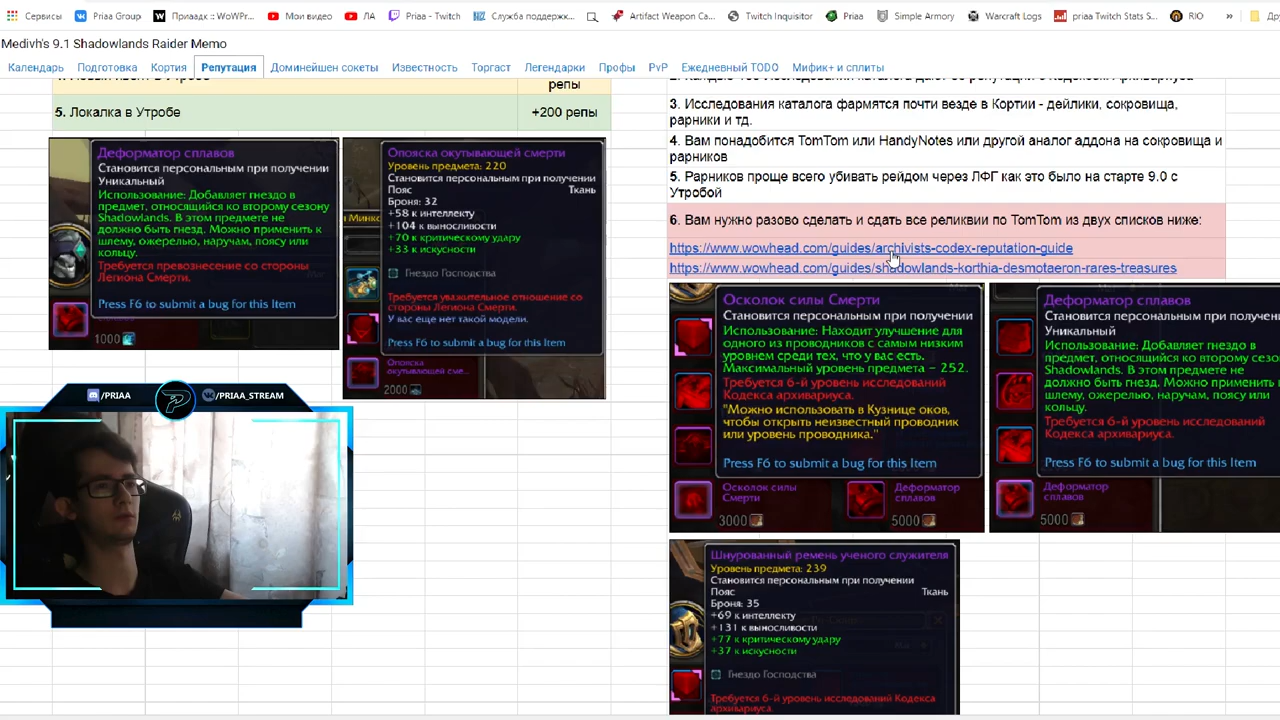 Сервисы Priaa Group Приаадк :: WoWPr... Мои видео ЛА Priaa - Twitch Служба поддержк... Artifact Weapon Ca... Twitch Inquisitor Priaa Simple Armory Warcraft Logs priaa Twitch Stats S... RIO »
Medivh's 9.1 Shadowlands Raider Memo
Календарь Подготовка Кортия Репутация Доминейшен сокеты Известность Торгаст Легендарки Профы PvP Ежедневный TODO Мифик+ и сплиты
репы
5. Локалка в Утробе +200 репы
Деформатор сплавов
Становится персональным при получении
Уникальный
Использование: Добавляет гнездо в
предмет, относящийся ко второму сезону
Shadowlands. В этом предмете не
должно быть гнезд. Можно применить к
шлему, ожерелью, наручам, поясу или
кольцу.
Требуется превознесение со стороны
Легиона Смерти.
Press F6 to submit a bug for this Item
1000
Опояска окутывающей смерти
Уровень предмета: 220
Становится персональным при получении
Пояс Ткань
Броня: 32
+58 к интеллекту
+104 к выносливости
+70 к критическому удару
+33 к искусности
Гнездо Господства
Требуется уважительное отношение со
стороны Легиона Смерти.
У вас еще нет такой модели.
Press F6 to submit a bug for this Item
Опояска
окутывающей сме...
2000
3. Исследования каталога фармятся почти везде в Кортии - дейлики, сокровища,
рарники и тд.
4. Вам понадобится TomTom или HandyNotes или другой аналог аддона на сокровища и
рарников
5. Рарников проще всего убивать рейдом через ЛФГ как это было на старте 9.0 с
Утробой
6. Вам нужно разово сделать и сдать все реликвии по TomTom из двух списков ниже:
https://www.wowhead.com/guides/archivists-codex-reputation-guide
https://www.wowhead.com/guides/shadowlands-korthia-desmotaeron-rares-treasures
Осколок силы Смерти
Становится персональным при получении
Использование: Находит улучшение для
одного из проводников с самым низким
уровнем среди тех, что у вас есть.
Максимальный уровень предмета – 252.
Требуется 6-й уровень исследований
Кодекса архивариуса.
"Можно использовать в Кузнице оков,
чтобы открыть неизвестный проводник
или уровень проводника."
Press F6 to submit a bug for this Item
Осколок силы
Смерти
3000
Деформатор
сплавов
5000
Деформатор сплавов
Становится персональным при получении
Уникальный
Использование: Добавляет гнездо в
предмет, относящийся ко второму сезону
Shadowlands. В этом предмете не
должно быть гнезд. Можно применить к
шлему, ожерелью, наручам, поясу или
кольцу.
Требуется 6-й уровень исследований
Кодекса архивариуса.
Press F6 to submit a bug for this Item
Деформатор
сплавов
5000
/PRIAA /PRIAA_STREAM
Шнурованный ремень ученого служителя
Уровень предмета: 239
Становится персональным при получении
Пояс Ткань
Броня: 35
+69 к интеллекту
+131 к выносливости
+77 к критическому удару
+37 к искусности
Гнездо Господства
Требуется 6-й уровень исследований Кодекса
архивариуса.